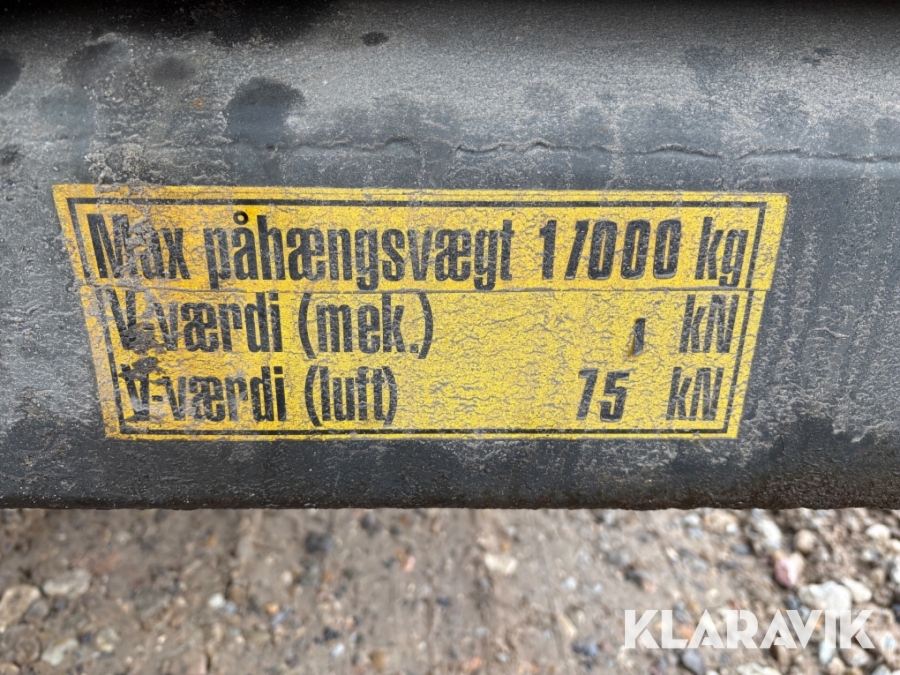 Max påhængsvægt 17000 kg
V-værdi (mek.) kN
V-værdi (luft) 75 kN
KLARAVIK